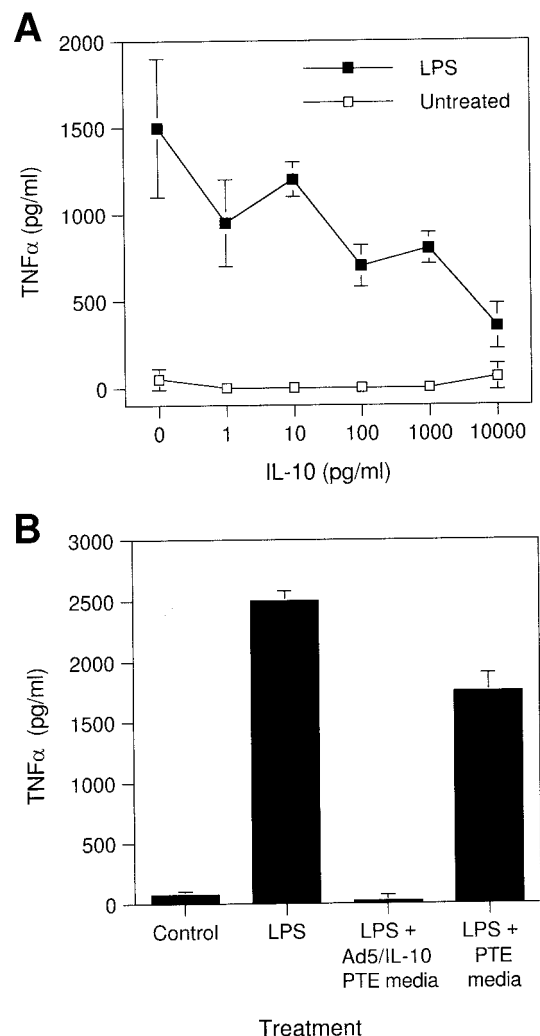 A
2000
1500
1000
500
0
TNFα (pg/ml)
LPS
Untreated
0 1 10 100 1000 10000
IL-10 (pg/ml)
B
3000
2500
2000
1500
1000
500
0
TNFα (pg/ml)
Control
LPS
LPS +
Ad5/IL-10
PTE media
LPS +
PTE
media
Treatment